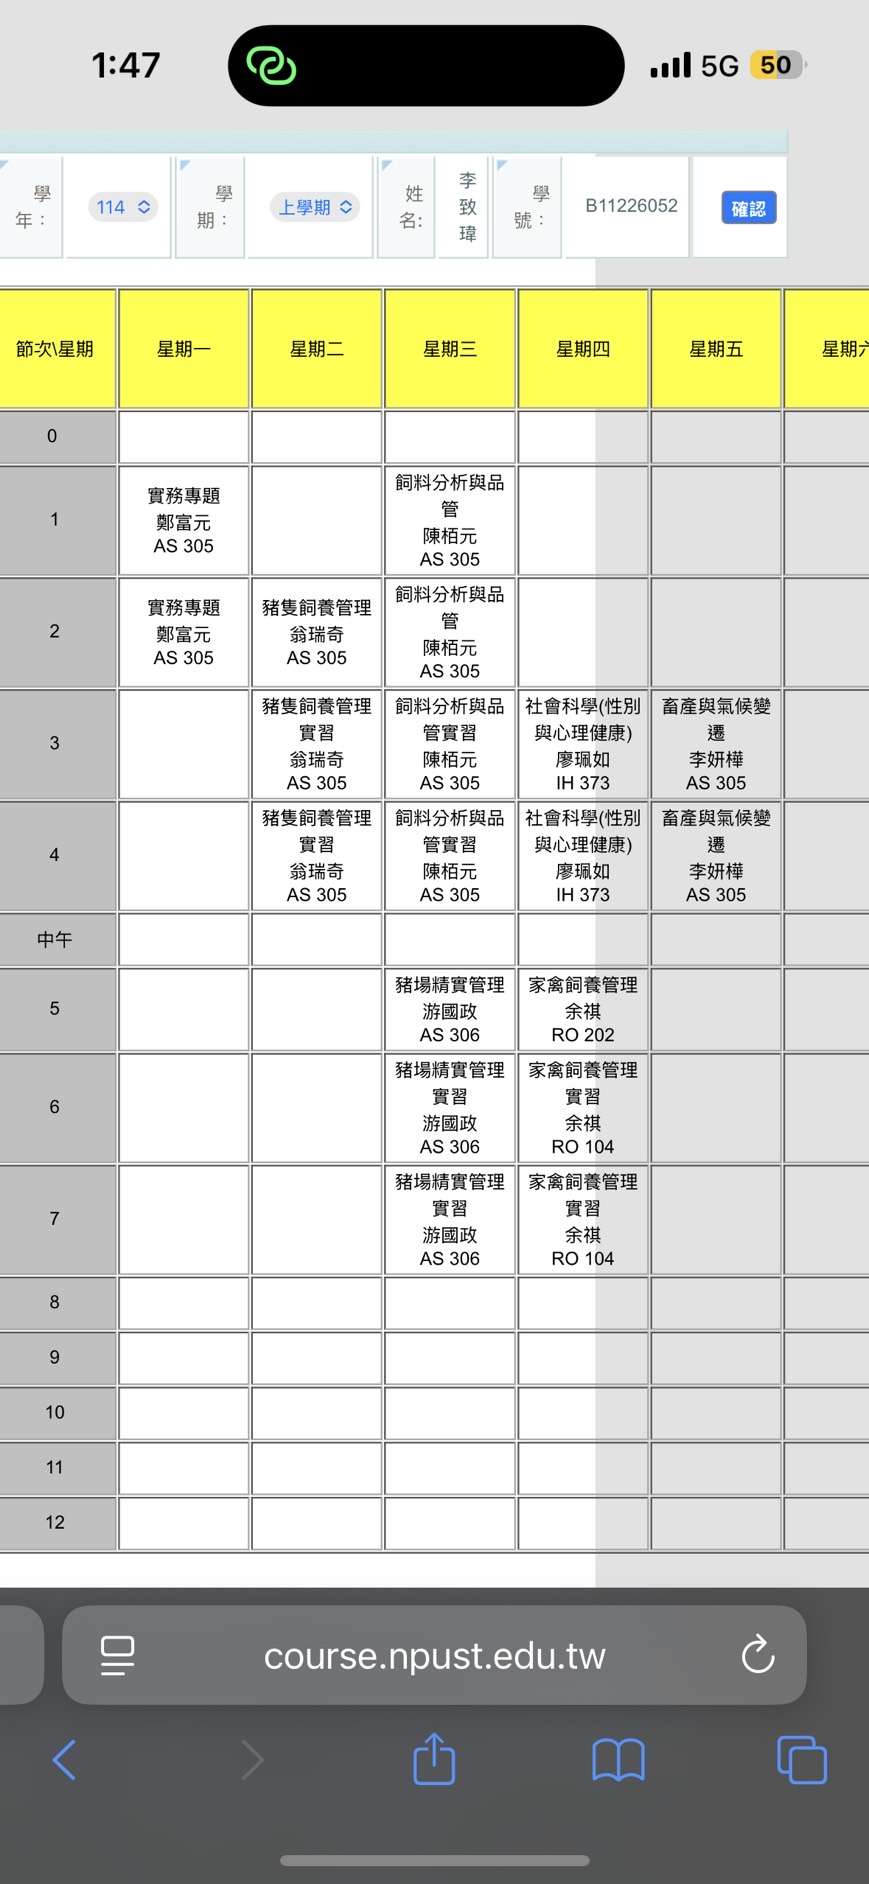 1:47
5G
50
學年：
114
學期：
上學期
姓名:
李致瑋
學號：
B11226052
確認
節次\星期
星期一
星期二
星期三
星期四
星期五
星期六
0
1
實務專題
鄭富元
AS 305
飼料分析與品
管
陳栢元
AS 305
2
實務專題
鄭富元
AS 305
豬隻飼養管理
翁瑞奇
AS 305
飼料分析與品
管
陳栢元
AS 305
3
豬隻飼養管理
實習
翁瑞奇
AS 305
飼料分析與品
管實習
陳栢元
AS 305
社會科學(性別
與心理健康)
廖珮如
IH 373
畜產與氣候變
遷
李妍樺
AS 305
4
豬隻飼養管理
實習
翁瑞奇
AS 305
飼料分析與品
管實習
陳栢元
AS 305
社會科學(性別
與心理健康)
廖珮如
IH 373
畜產與氣候變
遷
李妍樺
AS 305
中午
5
豬場精實管理
游國政
AS 306
家禽飼養管理
余祺
RO 202
6
豬場精實管理
實習
游國政
AS 306
家禽飼養管理
實習
余祺
RO 104
7
豬場精實管理
實習
游國政
AS 306
家禽飼養管理
實習
余祺
RO 104
8
9
10
11
12
course.npust.edu.tw